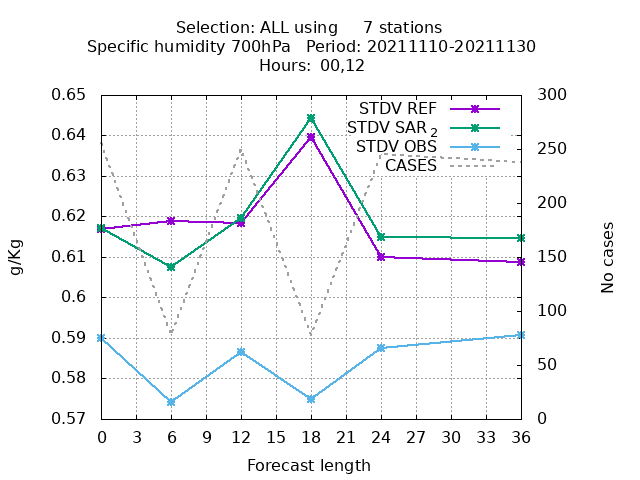 Selection: ALL using     7 stations
Specific humidity 700hPa   Period: 20211110-20211130
Hours: 00,12
STDV REF
STDV SAR 2
STDV OBS
CASES
g/Kg
0.65
0.64
0.63
0.62
0.61
0.6
0.59
0.58
0.57
300
250
200
150
100
50
0
No cases
0 3 6 9 12 15 18 21 24 27 30 33 36
Forecast length